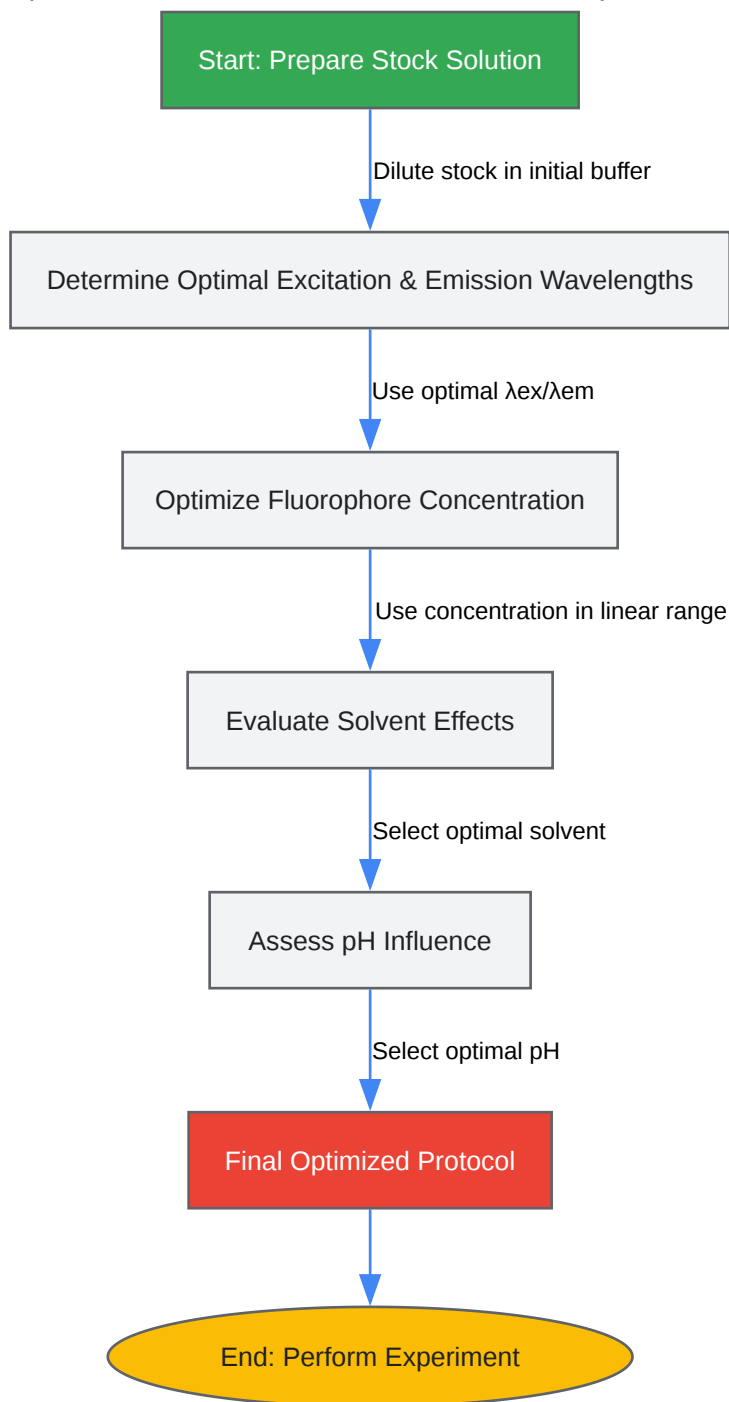 Start: Prepare Stock Solution
Dilute stock in initial buffer
Determine Optimal Excitation & Emission Wavelengths
Use optimal λex/λem
Optimize Fluorophore Concentration
Use concentration in linear range
Evaluate Solvent Effects
Select optimal solvent
Assess pH Influence
Select optimal pH
Final Optimized Protocol
End: Perform Experiment